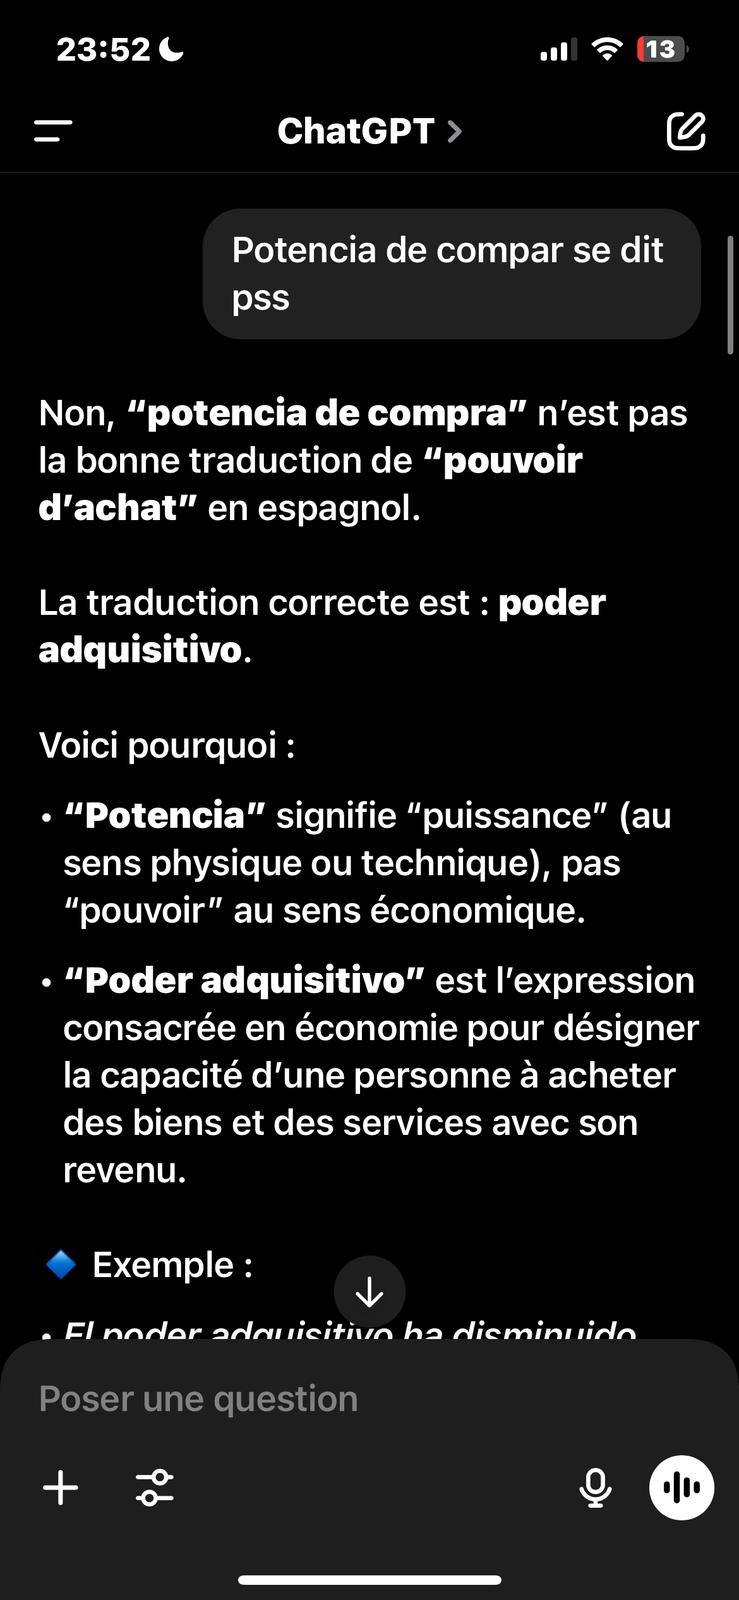 23:52
13
ChatGPT
Potencia de compar se dit
pss
Non, “potencia de compra” n’est pas
la bonne traduction de “pouvoir
d’achat” en espagnol.
La traduction correcte est : poder
adquisitivo.
Voici pourquoi :
• “Potencia” signifie “puissance” (au
sens physique ou technique), pas
“pouvoir” au sens économique.
• “Poder adquisitivo” est l’expression
consacrée en économie pour désigner
la capacité d’une personne à acheter
des biens et des services avec son
revenu.
Exemple :
• El poder adquisitivo ha disminuido
Poser une question